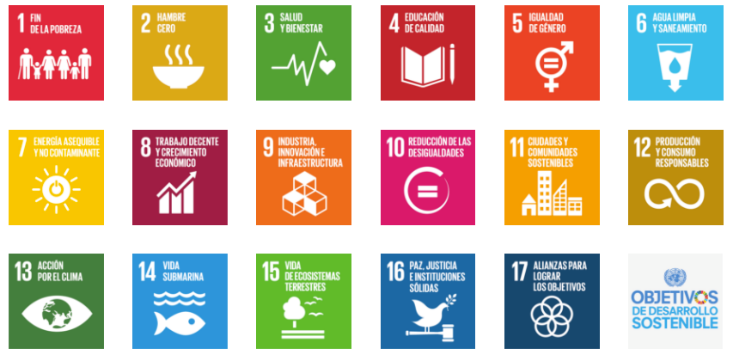 1 FIN
DE LA POBREZA
2 HAMBRE
CERO
3 SALUD
Y BIENESTAR
4 EDUCACIÓN
DE CALIDAD
5 IGUALDAD
DE GÉNERO
6 AGUA LIMPIA
Y SANEAMIENTO
7 ENERGÍA ASEQUIBLE
Y NO CONTAMINANTE
8 TRABAJO DECENTE
Y CRECIMIENTO
ECONÓMICO
9 INDUSTRIA,
INNOVACIÓN E
INFRAESTRUCTURA
10 REDUCCIÓN DE LAS
DESIGUALDADES
11 CIUDADES Y
COMUNIDADES
SOSTENIBLES
12 PRODUCCIÓN
Y CONSUMO
RESPONSABLES
13 ACCIÓN
POR EL CLIMA
14 VIDA
SUBMARINA
15 VIDA
DE ECOSISTEMAS
TERRESTRES
16 PAZ, JUSTICIA
E INSTITUCIONES
SÓLIDAS
17 ALIANZAS PARA
LOGRAR
LOS OBJETIVOS
OBJETIVOS
DE DESARROLLO
SOSTENIBLE